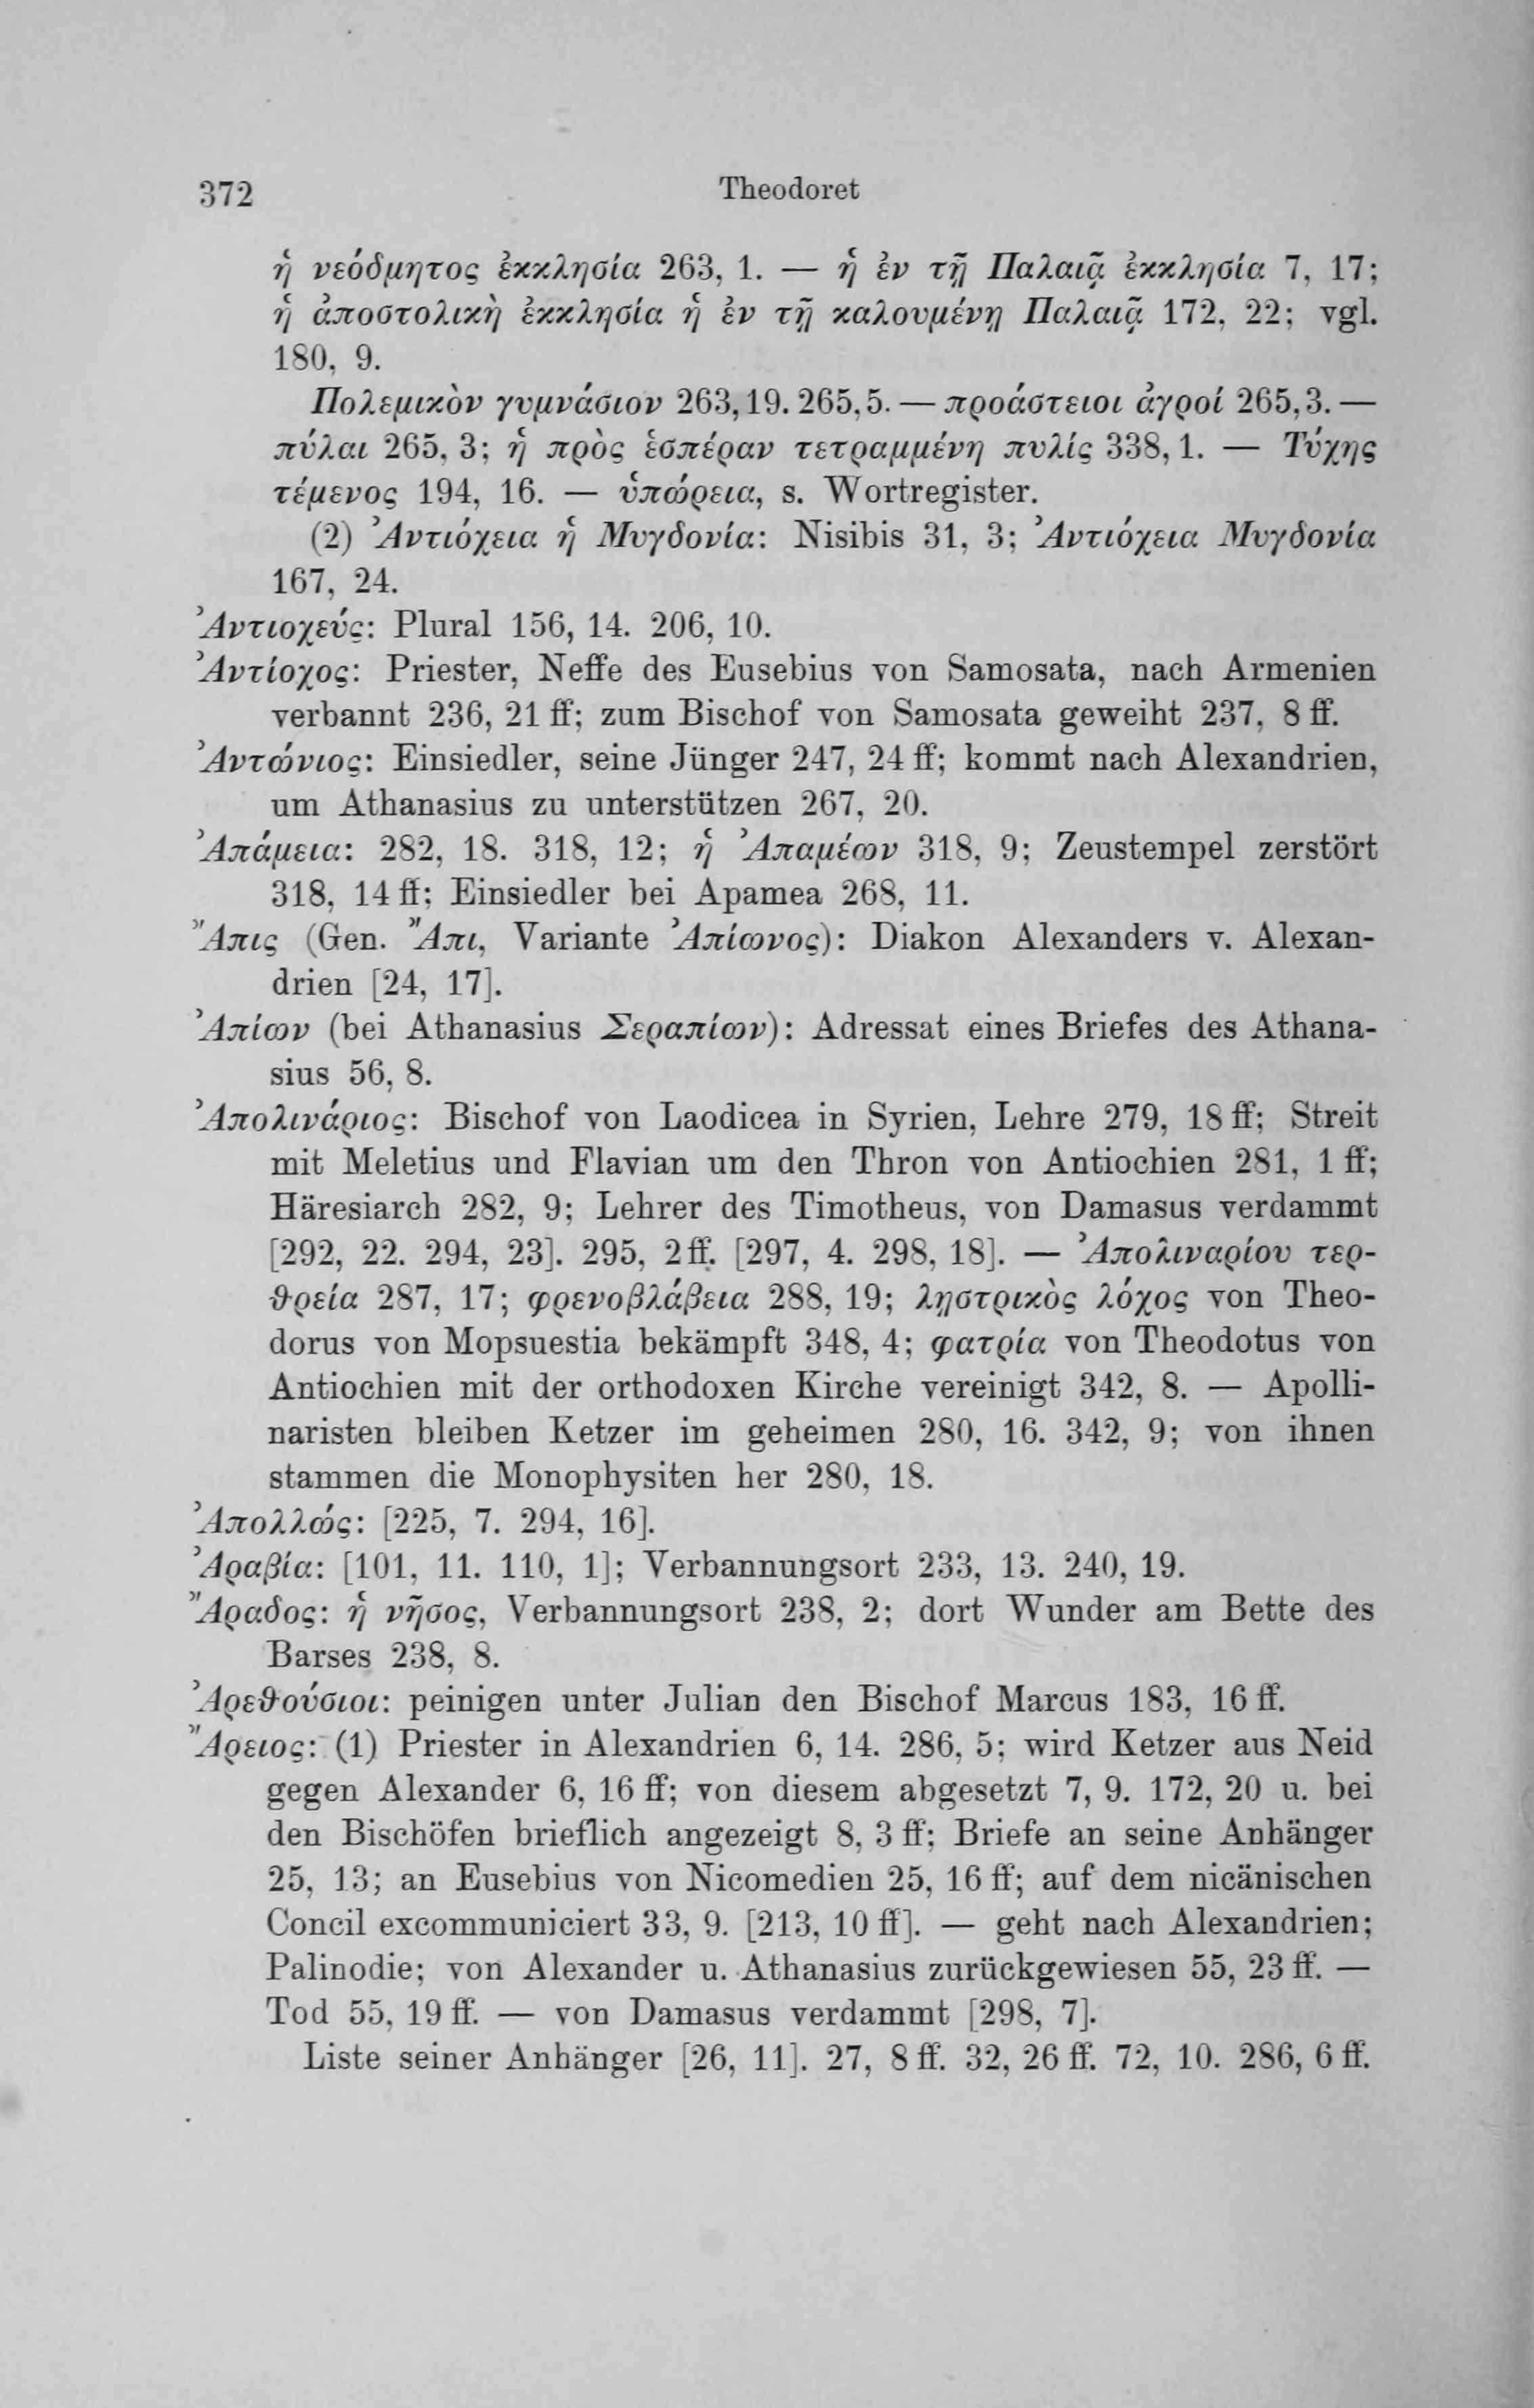 372 Theodoret
ἡ νεόδμητος ἐκκλησία 263, 1. — ἡ ἐν τῇ Παλαιᾷ ἐκκλησία 7, 17;
ἡ ἀποστολικὴ ἐκκλησία ἡ ἐν τῇ καλουμένῃ Παλαιᾷ 172, 22; vgl.
180, 9.
Πολεμικὸν γυμνάσιον 263, 19. 265, 5. — προάστειοι ἀγροί 265, 3. —
πύλαι 265, 3; ἡ πρὸς ἑσπέραν τετραμμένη πυλίς 338, 1. — Τύχης
τέμενος 194, 16. — ὑπώρεια, s. Wortregister.
(2) Ἀντιόχεια ἡ Μυγδονία: Nisibis 31, 3; Ἀντιόχεια Μυγδονία
167, 24.
Ἀντιοχεύς: Plural 156, 14. 206, 10.
Ἀντίοχος: Priester, Neffe des Eusebius von Samosata, nach Armenien
verbannt 236, 21 ff; zum Bischof von Samosata geweiht 237, 8 ff.
Ἀντώνιος: Einsiedler, seine Jünger 247, 24 ff; kommt nach Alexandrien,
um Athanasius zu unterstützen 267, 20.
Ἀπάμεια: 282, 18. 318, 12; ἡ Ἀπαμέων 318, 9; Zeustempel zerstört
318, 14 ff; Einsiedler bei Apamea 268, 11.
Ἄπις (Gen. Ἄπι, Variante Ἀπίωνος): Diakon Alexanders v. Alexan-
drien [24, 17].
Ἀπίων (bei Athanasius Σεραπίων): Adressat eines Briefes des Athana-
sius 56, 8.
Ἀπολινάριος: Bischof von Laodicea in Syrien, Lehre 279, 18 ff; Streit
mit Meletius und Flavian um den Thron von Antiochien 281, 1 ff;
Häresiarch 282, 9; Lehrer des Timotheus, von Damasus verdammt
[292, 22. 294, 23]. 295, 2 ff. [297, 4. 298, 18]. — Ἀπολιναρίου τερ-
θρεία 287, 17; φρενοβλάβεια 288, 19; ληστρικὸς λόχος von Theo-
dorus von Mopsuestia bekämpft 348, 4; φατρία von Theodotus von
Antiochien mit der orthodoxen Kirche vereinigt 342, 8. — Apolli-
naristen bleiben Ketzer im geheimen 280, 16. 342, 9; von ihnen
stammen die Monophysiten her 280, 18.
Ἀπολλώς: [225, 7. 294, 16].
Ἀραβία: [101, 11. 110, 1]; Verbannungsort 233, 13. 240, 19.
Ἄραδος: ἡ νῆσος, Verbannungsort 238, 2; dort Wunder am Bette des
Barses 238, 8.
Ἀρεθούσιοι: peinigen unter Julian den Bischof Marcus 183, 16 ff.
Ἄρειος: (1) Priester in Alexandrien 6, 14. 286, 5; wird Ketzer aus Neid
gegen Alexander 6, 16 ff; von diesem abgesetzt 7, 9. 172, 20 u. bei
den Bischöfen brieflich angezeigt 8, 3 ff; Briefe an seine Anhänger
25, 13; an Eusebius von Nicomedien 25, 16 ff; auf dem nicänischen
Concil excommuniciert 33, 9. [213, 10 ff]. — geht nach Alexandrien;
Palinodie; von Alexander u. Athanasius zurückgewiesen 55, 23 ff. —
Tod 55, 19 ff. — von Damasus verdammt [298, 7].
Liste seiner Anhänger [26, 11]. 27, 8 ff. 32, 26 ff. 72, 10. 286, 6 ff.